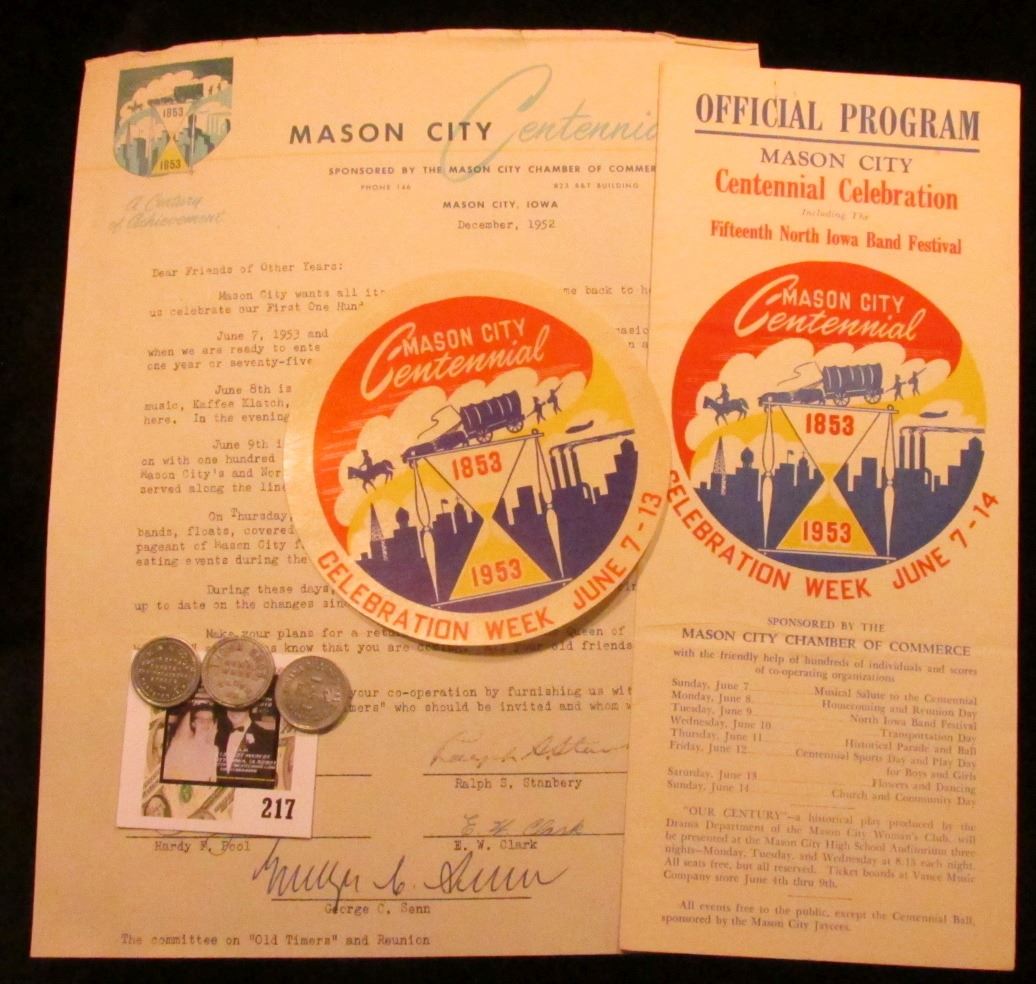 1853
1853
A Century
of Achievement
MASON CITY Centennia
SPONSORED BY THE MASON CITY CHAMBER OF COMMER
PHONE 146 823 B&T BUILDING
MASON CITY, IOWA
December, 1952
Dear Friends of Other Years:
Mason City wants all its me back to he
us celebrate our First One Hund
June 7, 1953 and
when we are ready to ente
one year or seventy-five
June 8th is
music, Kaffee Klatch,
here. In the evening
June 9th i
on with one hundred
Mason City's and Nor
served along the line
On Thursday,
bands, floats, covered
pageant of Mason City f
esting events during the
During these days,
up to date on the changes sin
Make your plans for a retu Queen of
know that you are old friends
your co-operation by furnishing us wit
mers" who should be invited and whom w
Ralph S. Stanbery
Hardy F. Pool
E. W. Clark
E. W. Clark
George C. Senn
The committee on "Old Timers" and Reunion
217
MASON CITY
Centennial
1853
1953
CELEBRATION WEEK JUNE 7-13
OFFICIAL PROGRAM
MASON CITY
Centennial Celebration
Including The
Fifteenth North Iowa Band Festival
MASON CITY
Centennial
1853
1953
CELEBRATION WEEK JUNE 7-14
SPONSORED BY THE
MASON CITY CHAMBER OF COMMERCE
with the friendly help of hundreds of individuals and scores
of co-operating organizations
Sunday, June 7 Musical Salute to the Centennial
Monday, June 8 Homecoming and Reunion Day
Tuesday, June 9 North Iowa Band Festival
Wednesday, June 10 Transportation Day
Thursday, June 11 Historical Parade and Ball
Friday, June 12 Centennial Sports Day and Play Day
for Boys and Girls
Saturday, June 13 Flowers and Dancing
Sunday, June 14 Church and Community Day
"OUR CENTURY"—a historical play produced by the
Drama Department of the Mason City Woman's Club, will
be presented at the Mason City High School Auditorium three
nights—Monday, Tuesday, and Wednesday at 8:15 each night.
All seats free, but all reserved. Ticket boards at Vance Music
Company store June 4th thru 9th.
All events free to the public, except the Centennial Ball,
sponsored by the Mason City Jaycees.